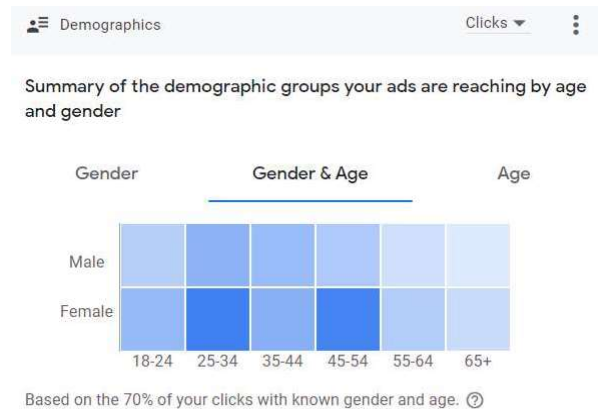 Demographics Clicks
Summary of the demographic groups your ads are reaching by age
and gender
Gender Gender & Age Age
Male
Female
18-24 25-34 35-44 45-54 55-64 65+
Based on the 70% of your clicks with known gender and age.